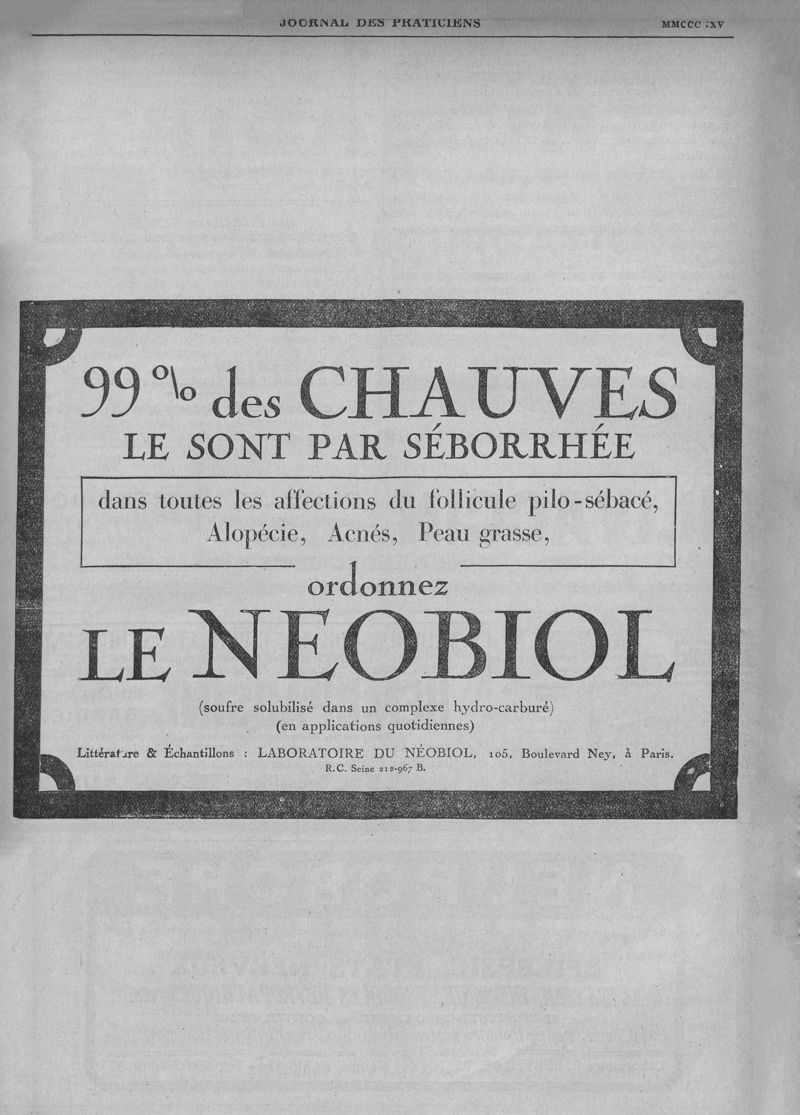 JOURNAL DES PRATICIENS
99 % des CHAUVES
LE SONT PAR SÉBORRHÉE
dans toutes les affections du follicule pilo-sébacé,
Alopécie, Acnés, Peau grasse,
ordonnez
LE NEOBIOL
(soufre solubilisé dans un complexe hydro-carburé)
(en applications quotidiennes)
Littérature & Échantillons : LABORATOIRE DU NÉOBIOL, 105, Boulevard Ney, à Paris.
R.C. Seine 212-967 B.